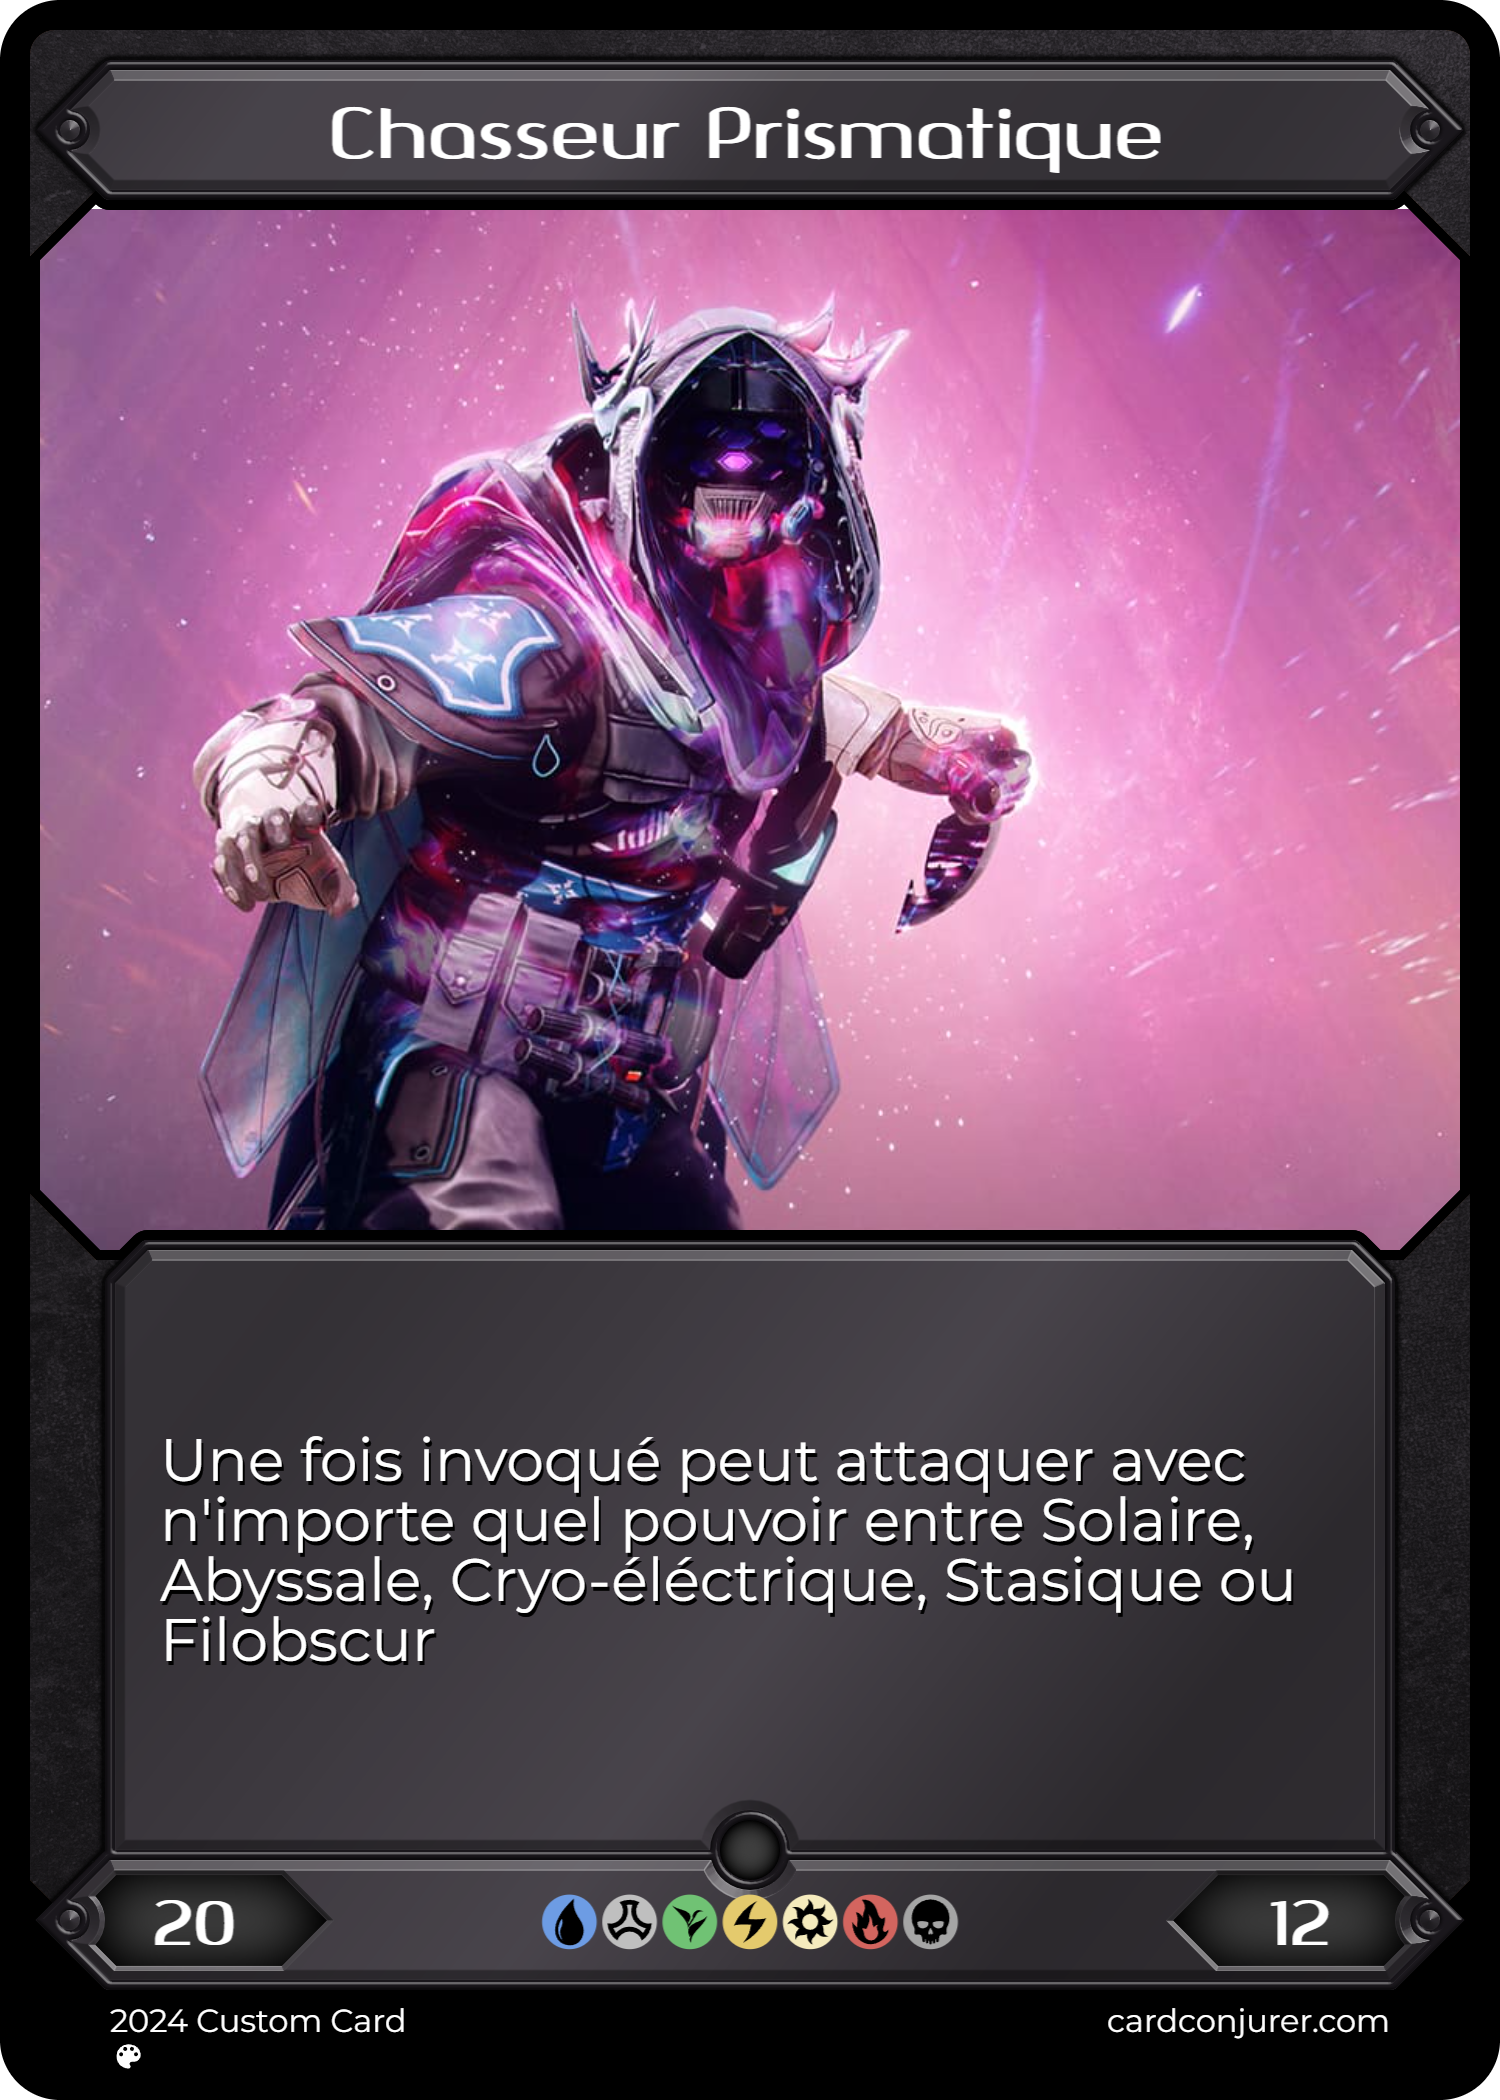 Chasseur Prismatique
Une fois invoqué peut attaquer avec
n'importe quel pouvoir entre Solaire,
Abyssale, Cryo-éléctrique, Stasique ou
Filobscur
20
12
2024 Custom Card
cardconjurer.com